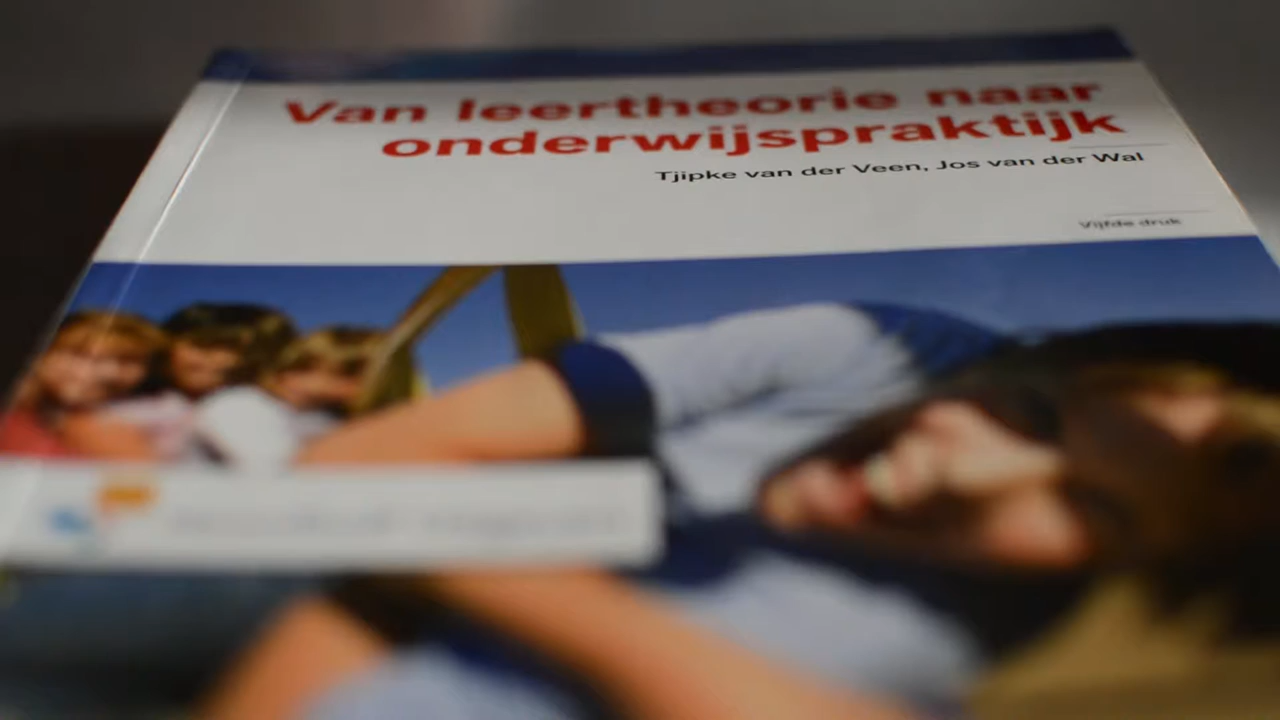 Van leertheorie naar
onderwijspraktijk
Tjipke van der Veen, Jos van der Wal
Vijfde druk